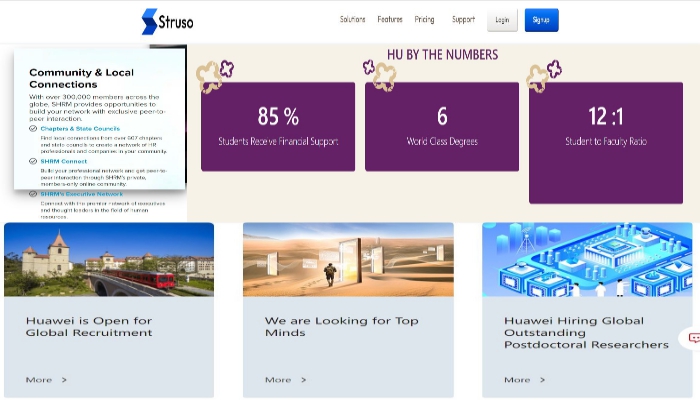 Struso
Solutions Features Pricing Support Login Signup
Community & Local
Connections
With over 300,000 members across the
globe, SHRM provides opportunities to
build your network with exclusive peer-to-
peer interaction.
Chapters & State Councils
Find local connections from over 607 chapters
and state councils to create a network of HR
professionals and companies in your community.
SHRM Connect
Build your professional network and get peer-to-
peer interaction through SHRM's private,
members-only online community.
SHRM's Executive Network
Connect with the premier network of executives
and thought leaders in the field of human
resources.
HU BY THE NUMBERS
85 %
Students Receive Financial Support
6
World Class Degrees
12 :1
Student to Faculty Ratio
Huawei is Open for
Global Recruitment
More >
We are Looking for Top
Minds
More >
Huawei Hiring Global
Outstanding
Postdoctoral Researchers
More >